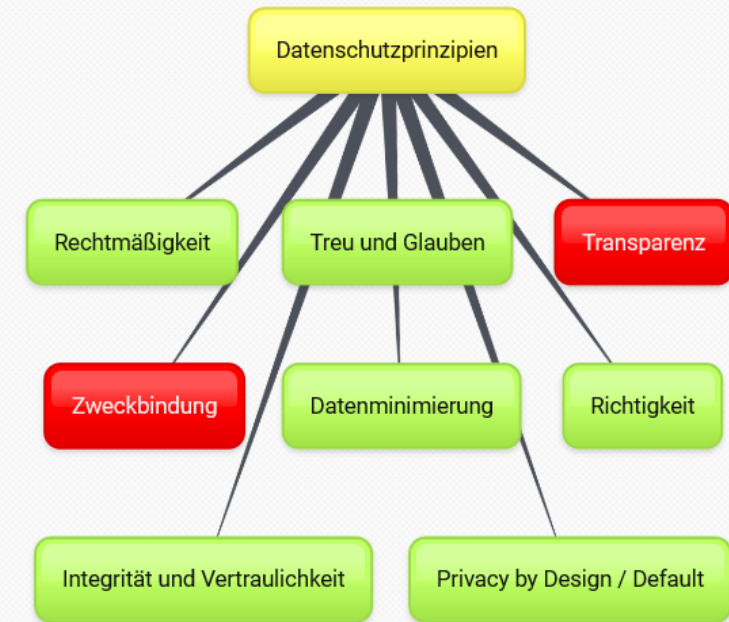 Datenschutzprinzipien
Rechtmäßigkeit
Treu und Glauben
Transparenz
Zweckbindung
Datenminimierung
Richtigkeit
Integrität und Vertraulichkeit
Privacy by Design / Default